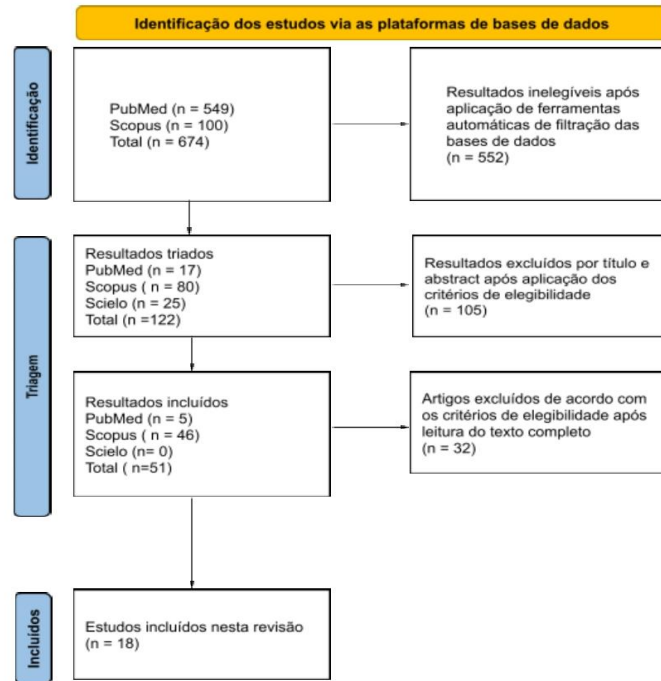 Identificação dos estudos via as plataformas de bases de dados
Identificação
PubMed (n = 549)
Scopus (n = 100)
Total (n = 674)
Resultados inelegíveis após
aplicação de ferramentas
automáticas de filtração das
bases de dados
(n = 552)
Triagem
Resultados triados
PubMed (n = 17)
Scopus ( n = 80)
Scielo (n = 25)
Total (n =122)
Resultados excluídos por título e
abstract após aplicação dos
critérios de elegibilidade
(n = 105)
Resultados incluídos
PubMed (n = 5)
Scopus ( n = 46)
Scielo (n= 0)
Total ( n=51)
Artigos excluídos de acordo com
os critérios de elegibilidade após
leitura do texto completo
(n = 32)
Incluídos
Estudos incluídos nesta revisão
(n = 18)